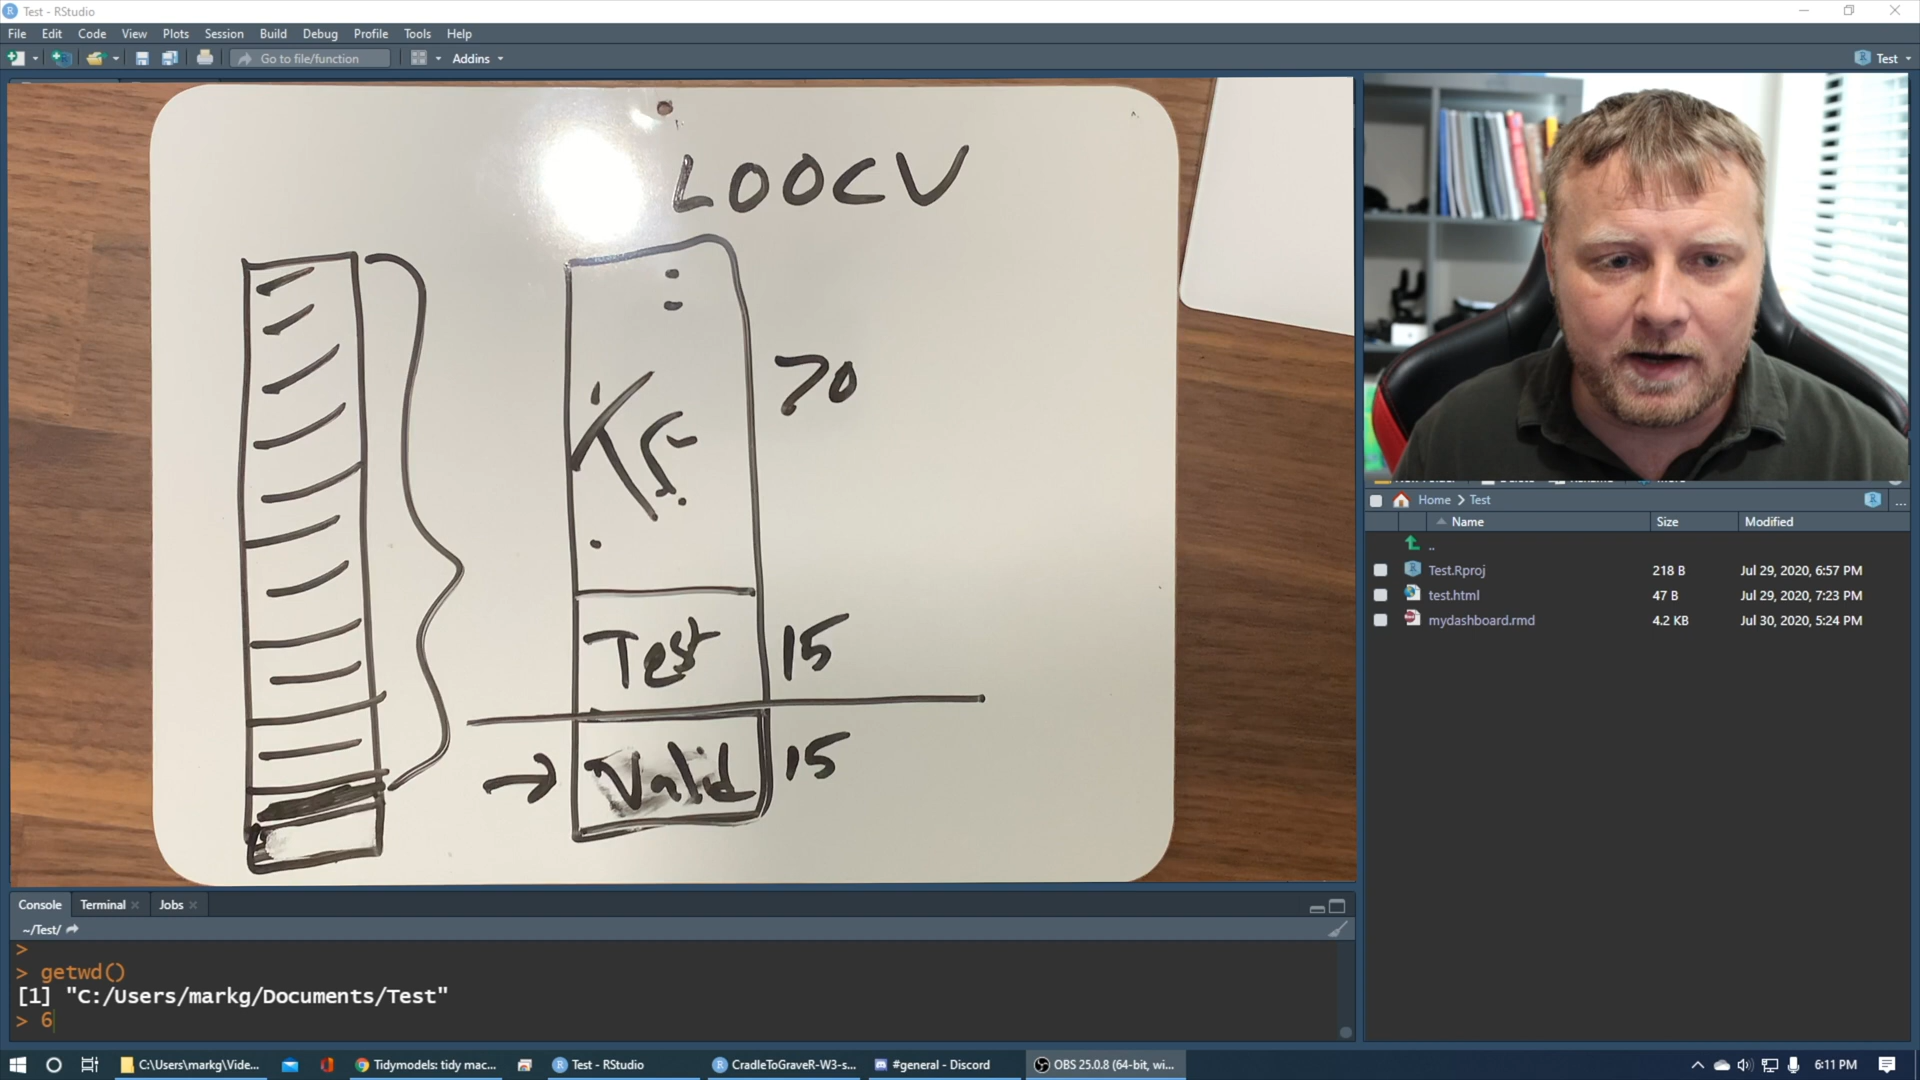 Test - RStudio
File Edit Code View Plots Session Build Debug Profile Tools Help
Go to file/function Addins Test
LOOCV
70
Test 15
Valid 15
Home Test ...
Name Size Modified
..
Test.Rproj 218 B Jul 29, 2020, 6:57 PM
test.html 47 B Jul 29, 2020, 7:23 PM
mydashboard.rmd 4.2 KB Jul 30, 2020, 5:24 PM
Console Terminal Jobs
~/Test/
>
> getwd()
[1] "C:/Users/markg/Documents/Test"
> 6
C:\Users\markg\Vide... Tidymodels: tidy mac... Test - RStudio CradleToGraveR-W3-s... #general - Discord OBS 25.0.8 (64-bit, wi... 6:11 PM